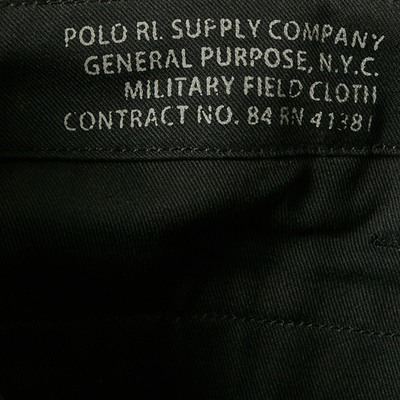 POLO RL. SUPPLY COMPANY
GENERAL PURPOSE, N.Y.C.
MILITARY FIELD CLOTH
CONTRACT NO. 84 RN 41381